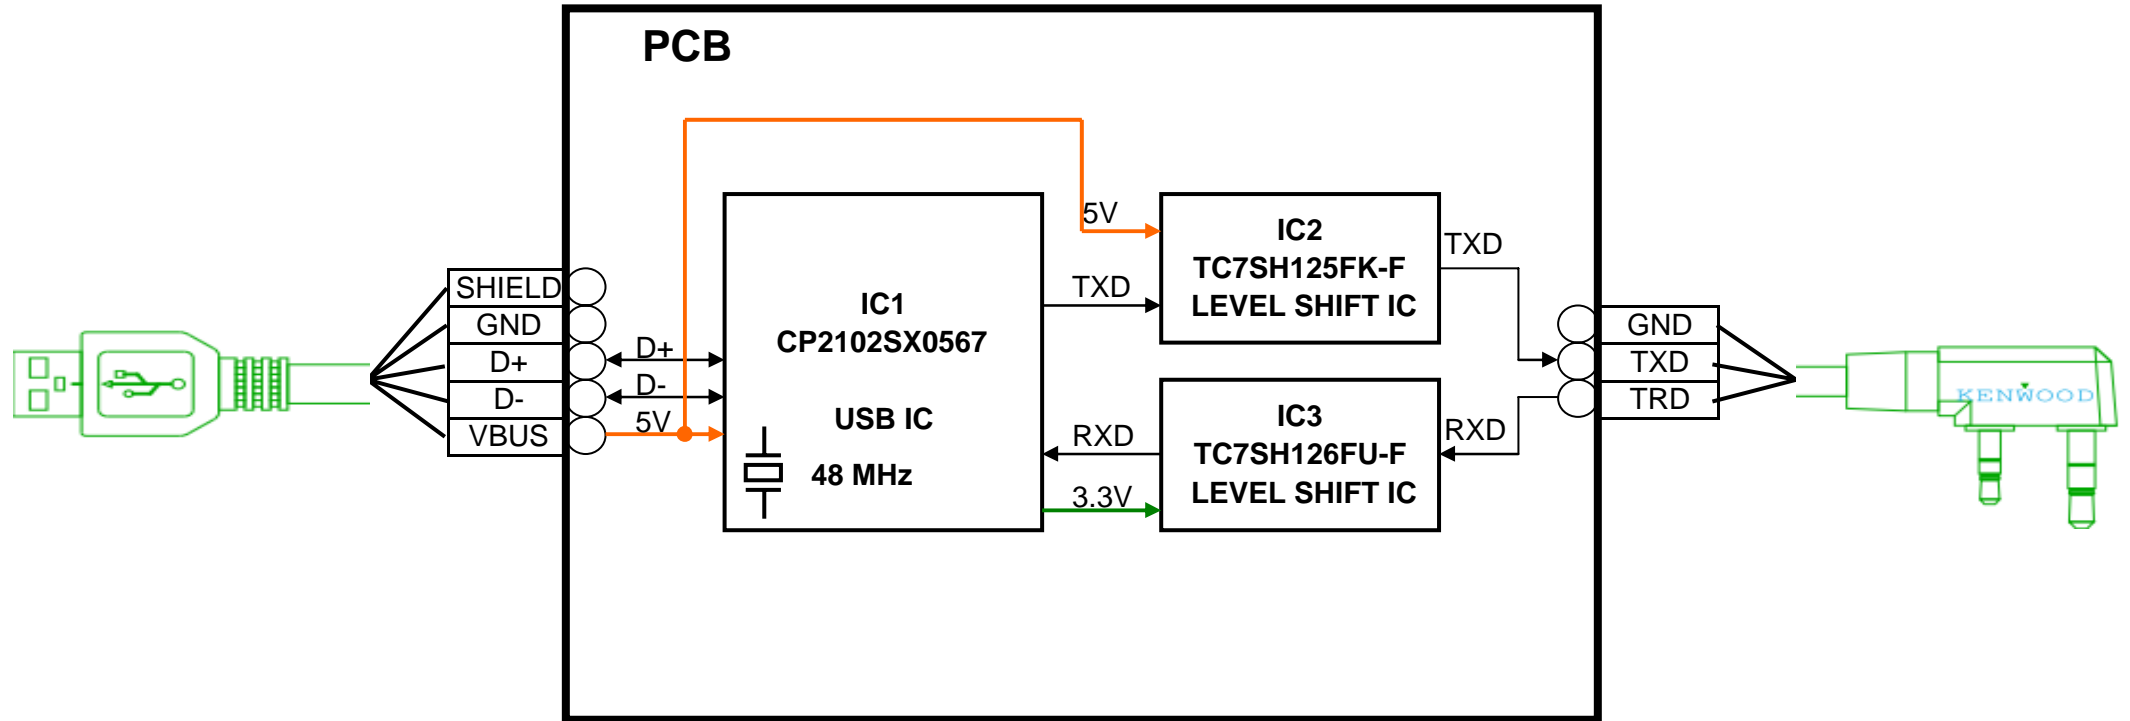 PCB
SHIELD
GND
D+
D-
VBUS
D+
D-
5V
IC1
CP2102SX0567
USB IC
48 MHz
5V
TXD
RXD
3.3V
IC2
TC7SH125FK-F
LEVEL SHIFT IC
IC3
TC7SH126FU-F
LEVEL SHIFT IC
TXD
RXD
GND
TXD
TRD
KENWOOD